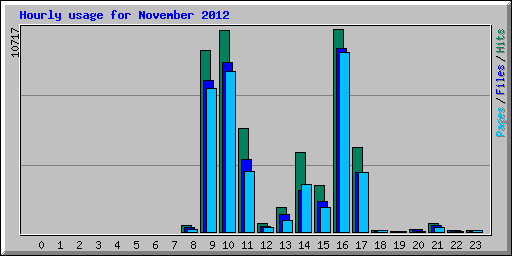 Hourly usage for November 2012
10717
Pages / Files / Hits
0 1 2 3 4 5 6 7 8 9 10 11 12 13 14 15 16 17 18 19 20 21 22 23